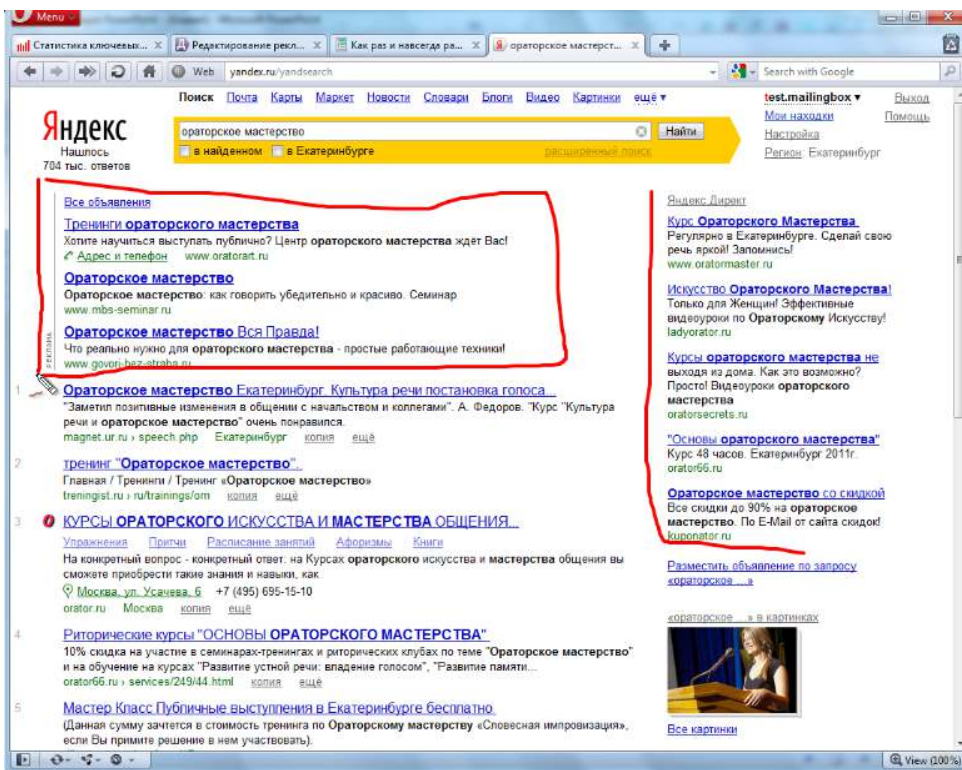 Menu
Статистика ключевых...
Редактирование рекл...
Как раз и навсегда ра...
ораторское мастерст...
Web
yandex.ru/yandsearch
Search with Google
Поиск Почта Карты Маркет Новости Словари Блоги Видео Картинки ещё
test.mailingbox
Выход
Мои находки
Помощь
Настройка
Регион: Екатеринбург
Яндекс
Нашлось
704 тыс. ответов
ораторское мастерство
Найти
в найденном
в Екатеринбурге
расширенный поиск
Все объявления
Тренинги ораторского мастерства
Хотите научиться выступать публично? Центр ораторского мастерства ждёт Вас!
Адрес и телефон www.oratorart.ru
Ораторское мастерство
Ораторское мастерство: как говорить убедительно и красиво. Семинар
www.mbs-seminar.ru
Ораторское мастерство Вся Правда!
Что реально нужно для ораторского мастерства - простые работающие техники!
www.govori-bez-straha.ru
РЕКЛАМА
1 Ораторское мастерство Екатеринбург. Культура речи постановка голоса...
"Заметил позитивные изменения в общении с начальством и коллегами". А. Федоров. "Курс "Культура
речи и ораторское мастерство" очень понравился.
magnet.ur.ru › speech.php Екатеринбург копия ещё
2 тренинг "Ораторское мастерство".
Главная / Тренинги / Тренинг «Ораторское мастерство»
treningist.ru › ru/trainings/om копия ещё
3 КУРСЫ ОРАТОРСКОГО ИСКУССТВА И МАСТЕРСТВА ОБЩЕНИЯ...
Упражнения Притчи Расписание занятий Афоризмы Книги
На конкретный вопрос - конкретный ответ: на Курсах ораторского искусства и мастерства общения вы
сможете приобрести такие знания и навыки, как
Москва, ул. Усачева, 6 +7 (495) 695-15-10
orator.ru Москва копия ещё
4 Риторические курсы "ОСНОВЫ ОРАТОРСКОГО МАСТЕРСТВА"
10% скидка на участие в семинарах-тренингах и риторических клубах по теме "Ораторское мастерство"
и на обучение на курсах "Развитие устной речи: владение голосом", "Развитие памяти...
orator66.ru › services/249/44.html копия ещё
5 Мастер Класс Публичные выступления в Екатеринбурге бесплатно
(Данная сумму зачтется в стоимость тренинга по Ораторскому мастерству «Словесная импровизация»,
если Вы примите решение в нем участвовать).
Яндекс.Директ
Курс Ораторского Мастерства
Регулярно в Екатеринбурге. Сделай свою
речь яркой! Запомнись!
www.oratormaster.ru
Искусство Ораторского Мастерства!
Только для Женщин! Эффективные
видеоуроки по Ораторскому Искусству!
ladyorator.ru
Курсы ораторского мастерства не
выходя из дома. Как это возможно?
Просто! Видеоуроки ораторского
мастерства
oratorsecrets.ru
"Основы ораторского мастерства"
Курс 48 часов. Екатеринбург 2011г.
orator66.ru
Ораторское мастерство со скидкой
Все скидки до 90% на ораторское
мастерство. По E-Mail от сайта скидок!
kuponator.ru
Разместить объявление по запросу
«ораторское ...»
«ораторское ...» в картинках
Все картинки
View (100%)